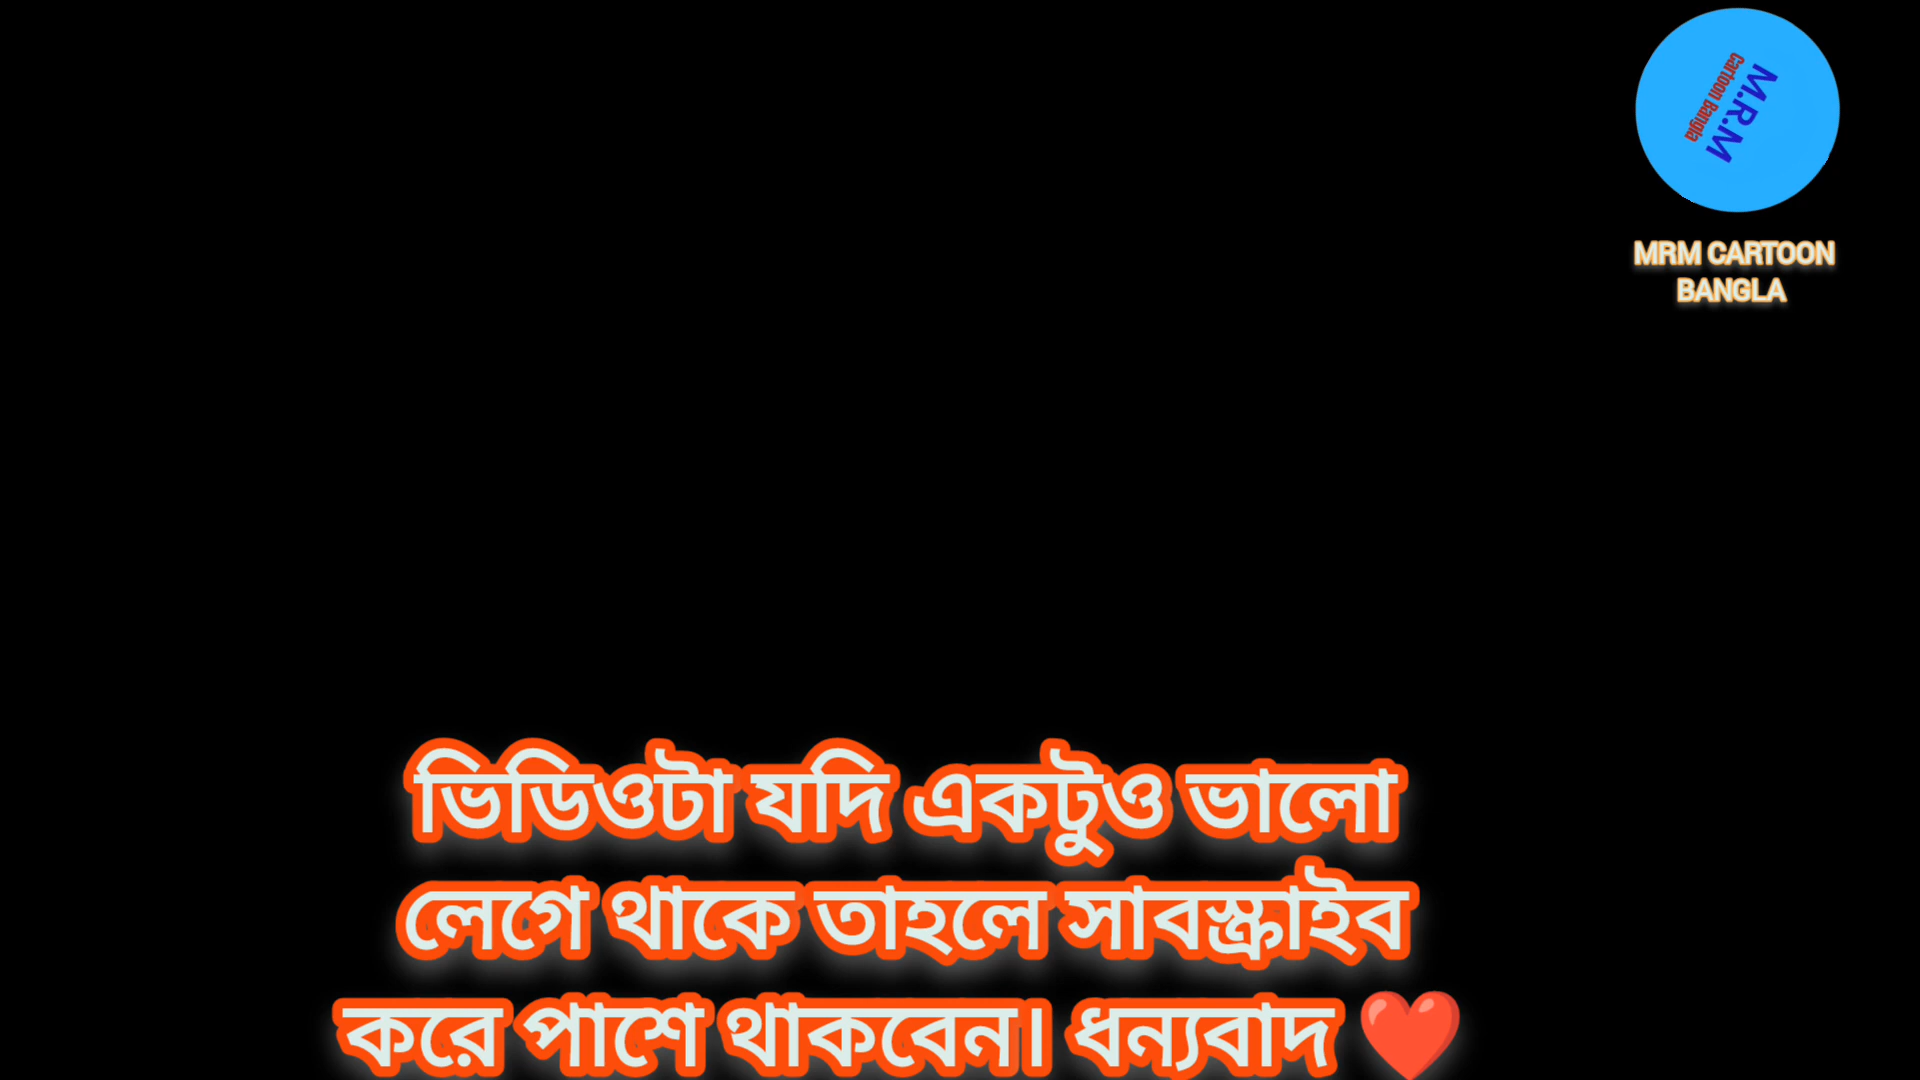 M.R.M
Cartoon Bangla
MRM CARTOON
BANGLA
ভিডিওটা যদি একটুও ভালো
লেগে থাকে তাহলে সাবস্ক্রাইব
করে পাশে থাকবেন। ধন্যবাদ ❤️